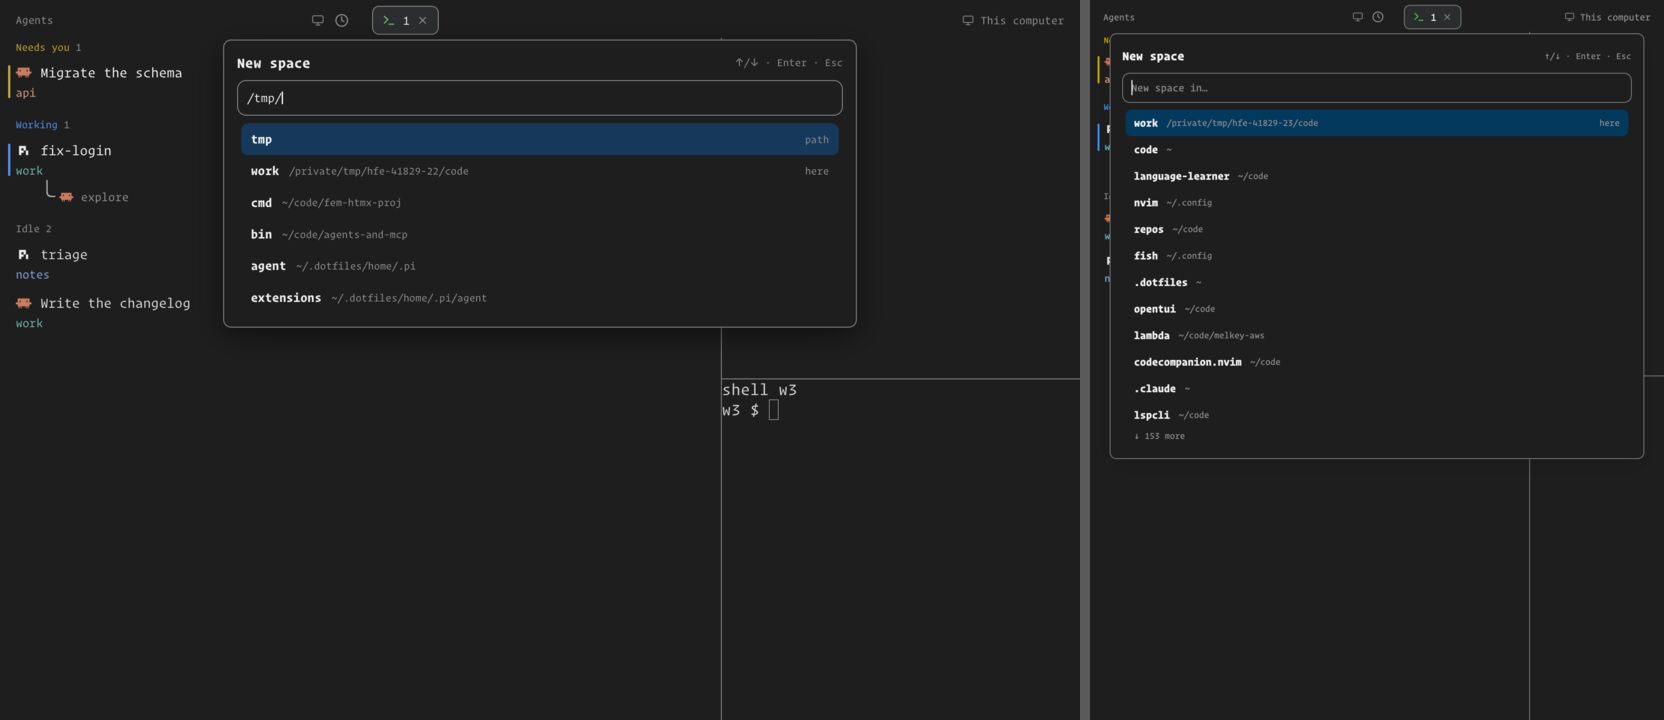 Agents
1
This computer
Needs you 1
Migrate the schema
api
Working 1
fix-login
work
explore
Idle 2
triage
notes
Write the changelog
work
New space
↑/↓ · Enter · Esc
/tmp/
tmp path
work /private/tmp/hfe-41829-22/code here
cmd ~/code/fem-htmx-proj
bin ~/code/agents-and-mcp
agent ~/.dotfiles/home/.pi
extensions ~/.dotfiles/home/.pi/agent
shell w3
w3 $
Agents
1
This computer
New space
↑/↓ · Enter · Esc
New space in…
work /private/tmp/hfe-41829-23/code here
code ~
language-learner ~/code
nvim ~/.config
repos ~/code
fish ~/.config
.dotfiles ~
opentui ~/code
lambda ~/code/melkey-aws
codecompanion.nvim ~/code
.claude ~
lspcli ~/code
↓ 153 more